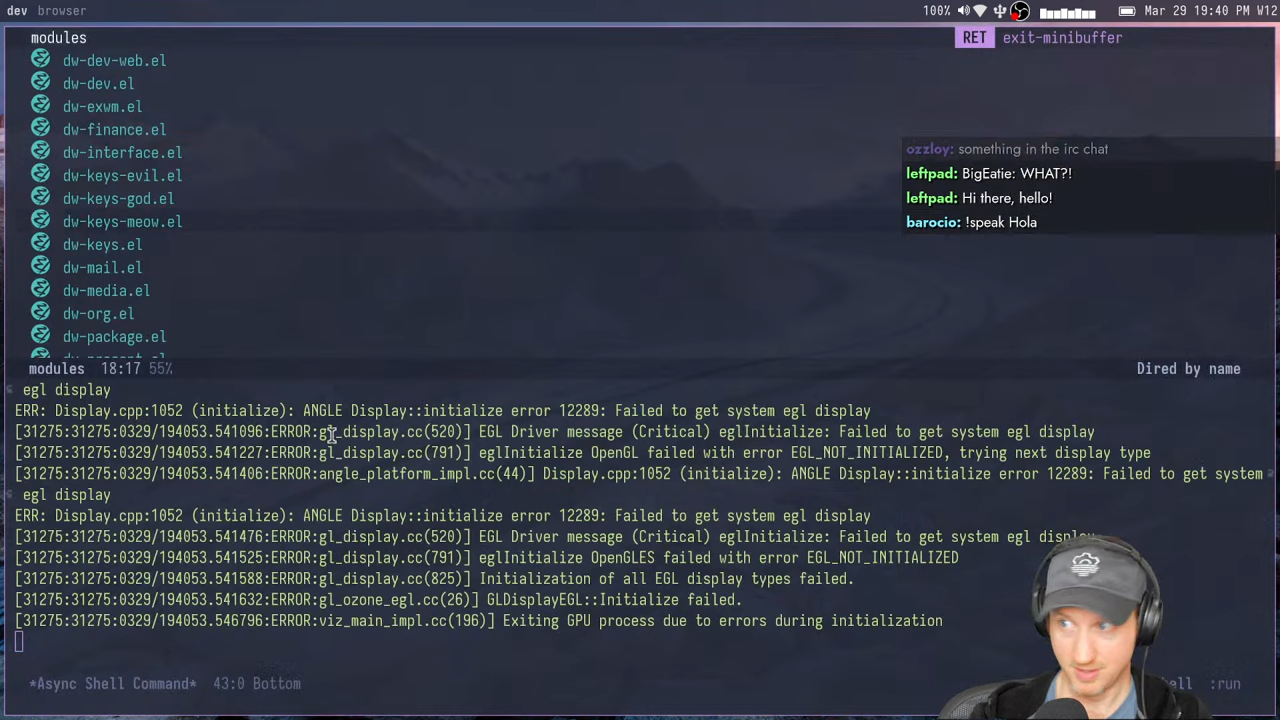 dev browser
100% Mar 29 19:40 PM W12
modules
dw-dev-web.el
dw-dev.el
dw-exwm.el
dw-finance.el
dw-interface.el
dw-keys-evil.el
dw-keys-god.el
dw-keys-meow.el
dw-keys.el
dw-mail.el
dw-media.el
dw-org.el
dw-package.el
RET exit-minibuffer
ozzloy: something in the irc chat
leftpad: BigEatie: WHAT?!
leftpad: Hi there, hello!
barocio: !speak Hola
modules 18:17 55% Dired by name
egl display
ERR: Display.cpp:1052 (initialize): ANGLE Display::initialize error 12289: Failed to get system egl display
[31275:31275:0329/194053.541096:ERROR:gl_display.cc(520)] EGL Driver message (Critical) eglInitialize: Failed to get system egl display
[31275:31275:0329/194053.541227:ERROR:gl_display.cc(791)] eglInitialize OpenGL failed with error EGL_NOT_INITIALIZED, trying next display type
[31275:31275:0329/194053.541406:ERROR:angle_platform_impl.cc(44)] Display.cpp:1052 (initialize): ANGLE Display::initialize error 12289: Failed to get system
egl display
ERR: Display.cpp:1052 (initialize): ANGLE Display::initialize error 12289: Failed to get system egl display
[31275:31275:0329/194053.541476:ERROR:gl_display.cc(520)] EGL Driver message (Critical) eglInitialize: Failed to get system egl display
[31275:31275:0329/194053.541525:ERROR:gl_display.cc(791)] eglInitialize OpenGLES failed with error EGL_NOT_INITIALIZED
[31275:31275:0329/194053.541588:ERROR:gl_display.cc(825)] Initialization of all EGL display types failed.
[31275:31275:0329/194053.541632:ERROR:gl_ozone_egl.cc(26)] GLDisplayEGL::Initialize failed.
[31275:31275:0329/194053.546796:ERROR:viz_main_impl.cc(196)] Exiting GPU process due to errors during initialization
*Async Shell Command* 43:0 Bottom :run